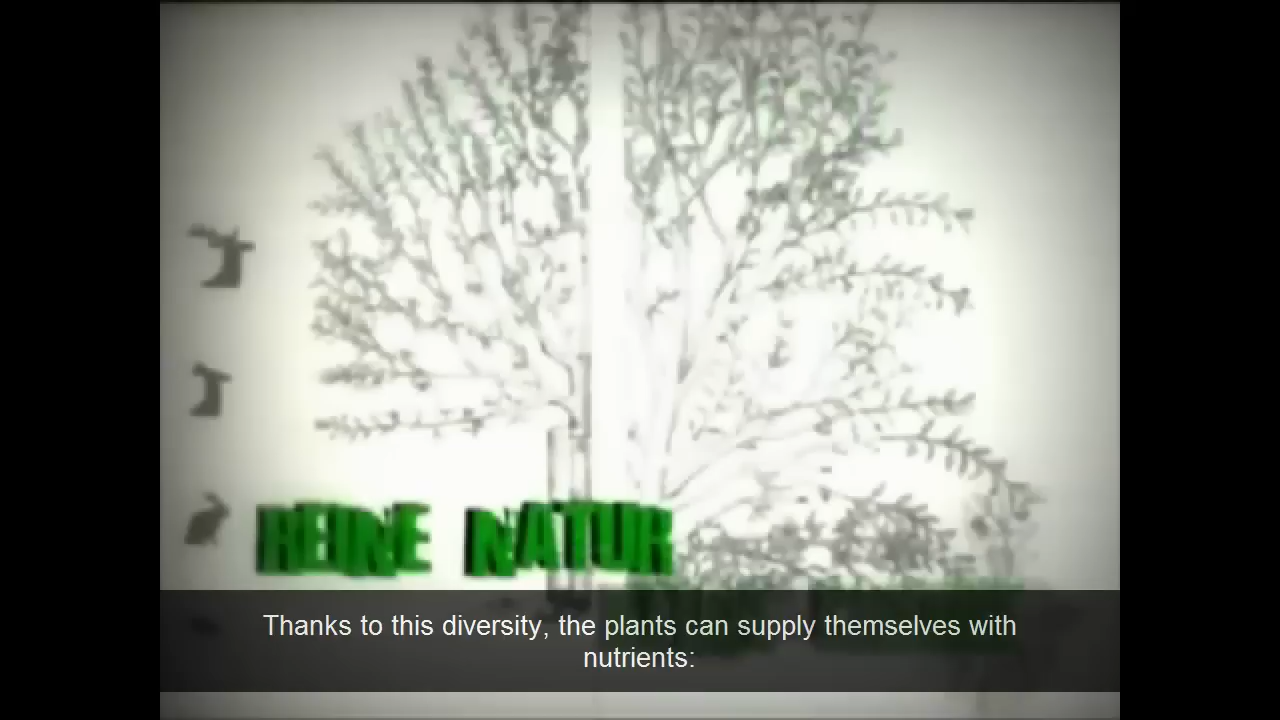 REINE NATUR
Thanks to this diversity, the plants can supply themselves with
nutrients: